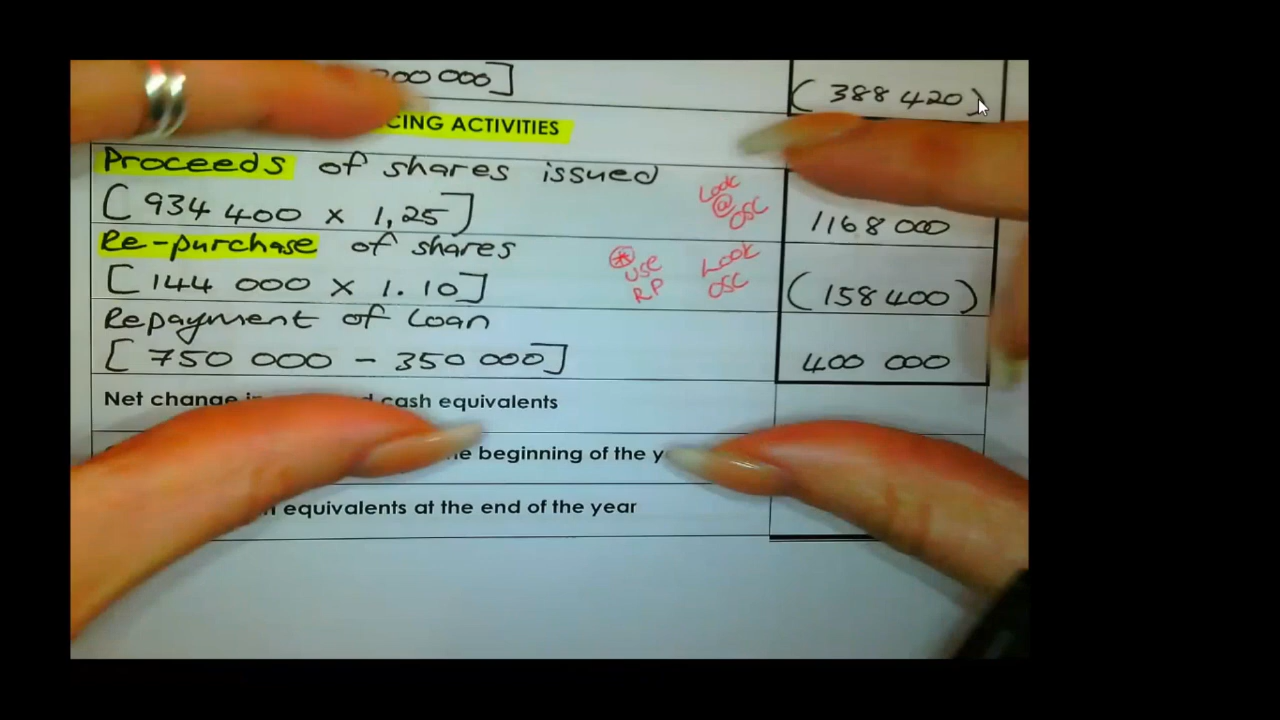 00 000]
( 388 420 )
CING ACTIVITIES
Proceeds of shares issued
[ 934 400 x 1,25 ]
Look
@
OSC
1168 000
Re-purchase of shares
[ 144 000 x 1.10 ]
* USE
RP
Look
OSC
( 158 400 )
Repayment of Loan
[ 750 000 - 350 000 ]
400 000
Net change cash equivalents
beginning of the y
equivalents at the end of the year